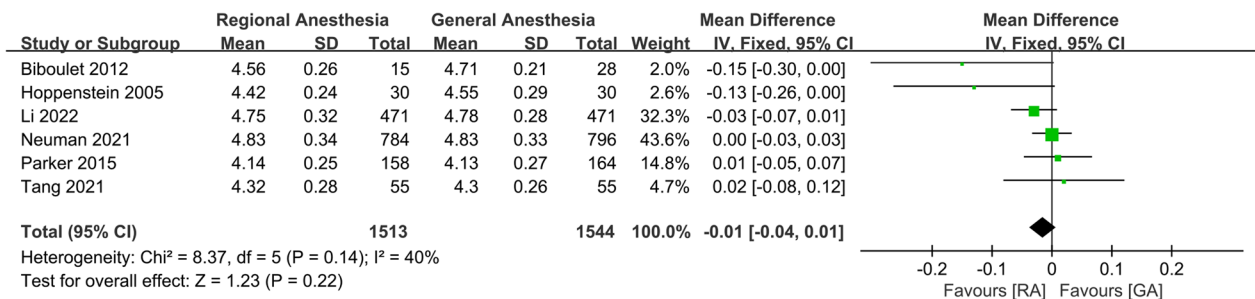 Regional Anesthesia General Anesthesia Mean Difference Mean Difference
Study or Subgroup Mean SD Total Mean SD Total Weight IV, Fixed, 95% CI IV, Fixed, 95% CI
Biboulet 2012 4.56 0.26 15 4.71 0.21 28 2.0% -0.15 [-0.30, 0.00]
Hoppenstein 2005 4.42 0.24 30 4.55 0.29 30 2.6% -0.13 [-0.26, 0.00]
Li 2022 4.75 0.32 471 4.78 0.28 471 32.3% -0.03 [-0.07, 0.01]
Neuman 2021 4.83 0.34 784 4.83 0.33 796 43.6% 0.00 [-0.03, 0.03]
Parker 2015 4.14 0.25 158 4.13 0.27 164 14.8% 0.01 [-0.05, 0.07]
Tang 2021 4.32 0.28 55 4.3 0.26 55 4.7% 0.02 [-0.08, 0.12]
Total (95% CI) 1513 1544 100.0% -0.01 [-0.04, 0.01]
Heterogeneity: Chi² = 8.37, df = 5 (P = 0.14); I² = 40%
Test for overall effect: Z = 1.23 (P = 0.22)
-0.2 -0.1 0 0.1 0.2
Favours [RA] Favours [GA]